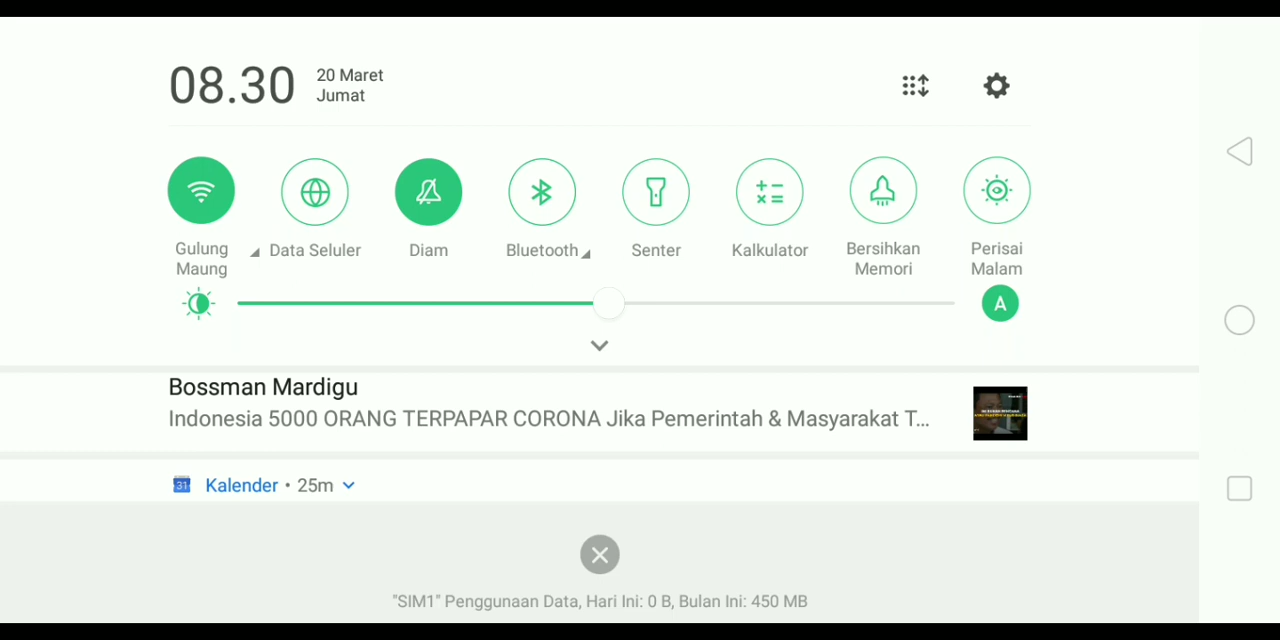 08.30
20 Maret
Jumat
Gulung
Maung
Data Seluler
Diam
Bluetooth
Senter
Kalkulator
Bersihkan
Memori
Perisai
Malam
A
Bossman Mardigu
Indonesia 5000 ORANG TERPAPAR CORONA Jika Pemerintah & Masyarakat T...
31
Kalender • 25m
"SIM1" Penggunaan Data, Hari Ini: 0 B, Bulan Ini: 450 MB